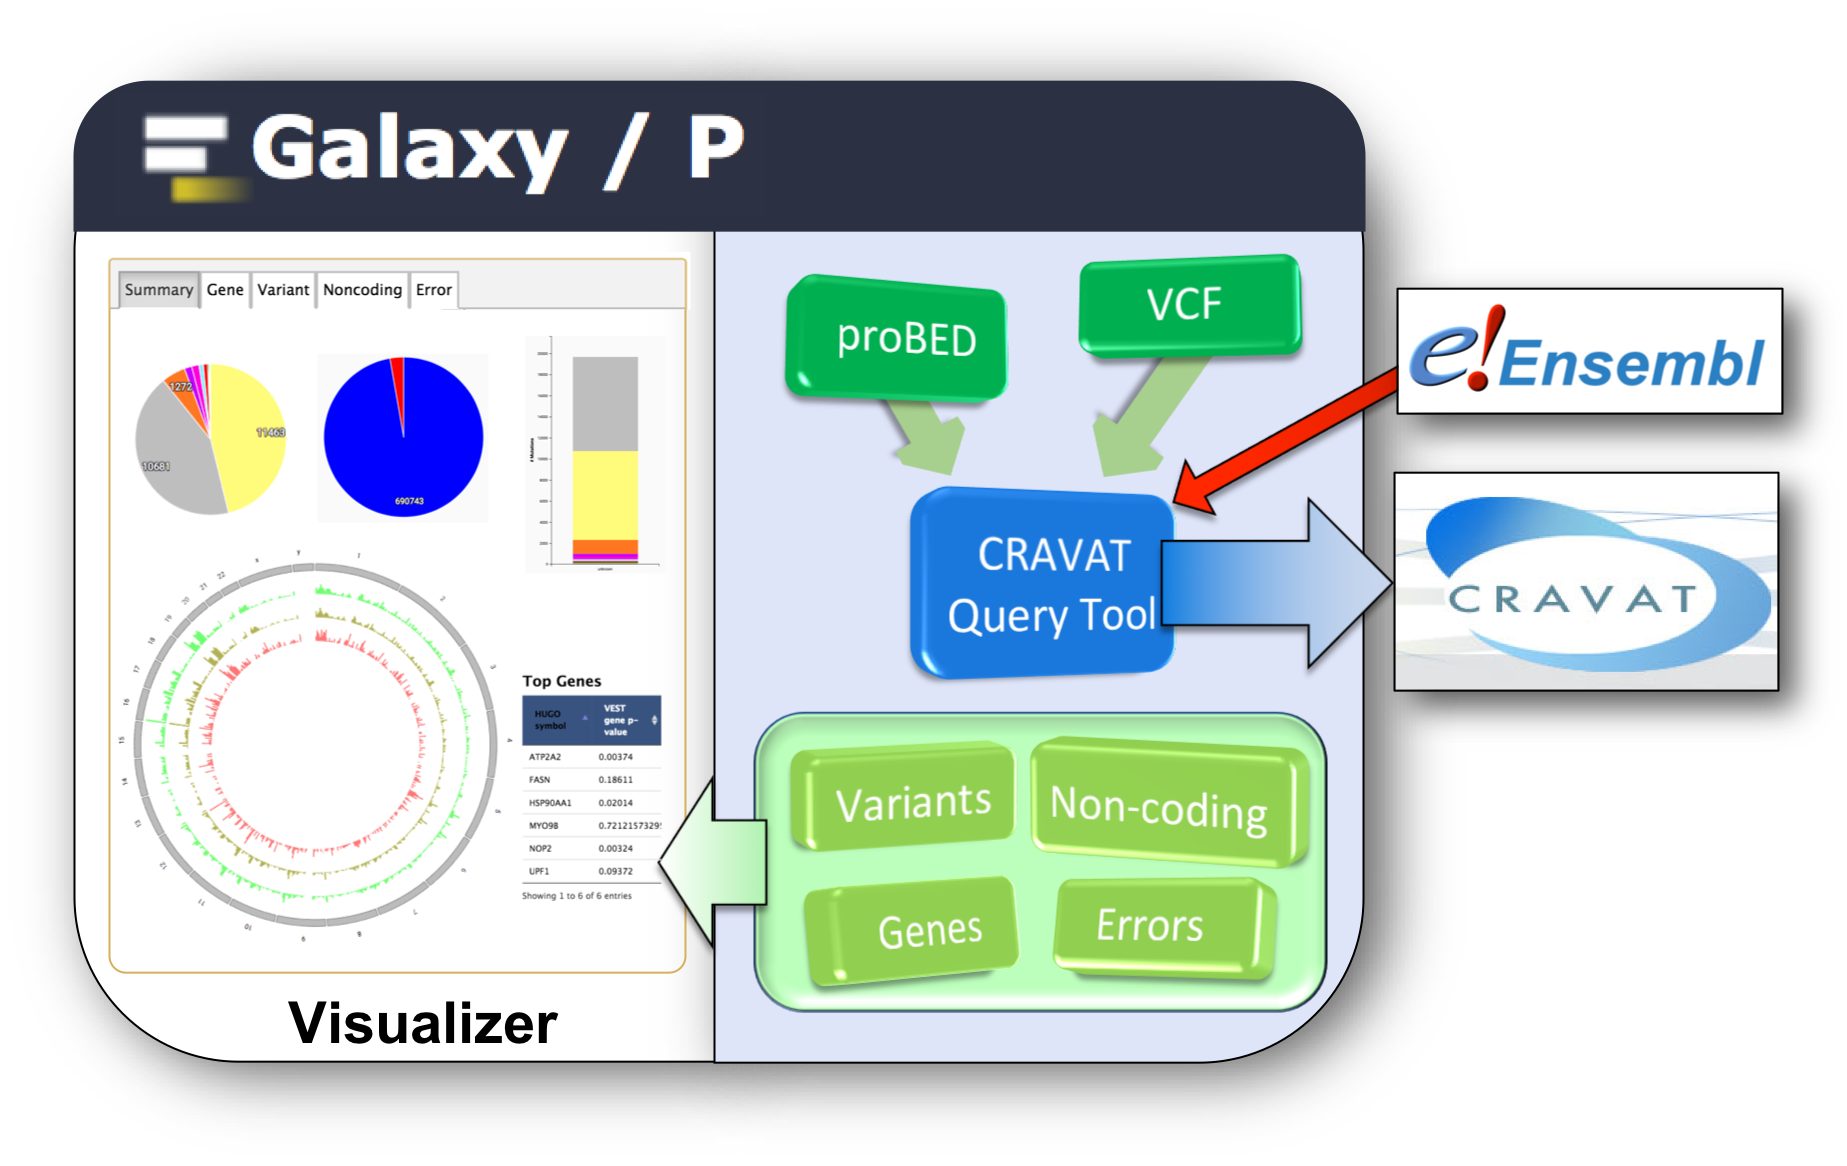 Galaxy / P
Summary
Gene
Variant
Noncoding
Error
1272
11463
10681
690743
Top Genes
HUGO symbol
VEST gene p-value
ATP2A2 0.00374
FASN 0.18611
HSP90AA1 0.02014
MYO9B 0.7212157329
NOP2 0.00324
UPF1 0.09372
Showing 1 to 6 of 6 entries
Visualizer
proBED
VCF
CRAVAT
Query Tool
Variants
Non-coding
Genes
Errors
e!Ensembl
CRAVAT